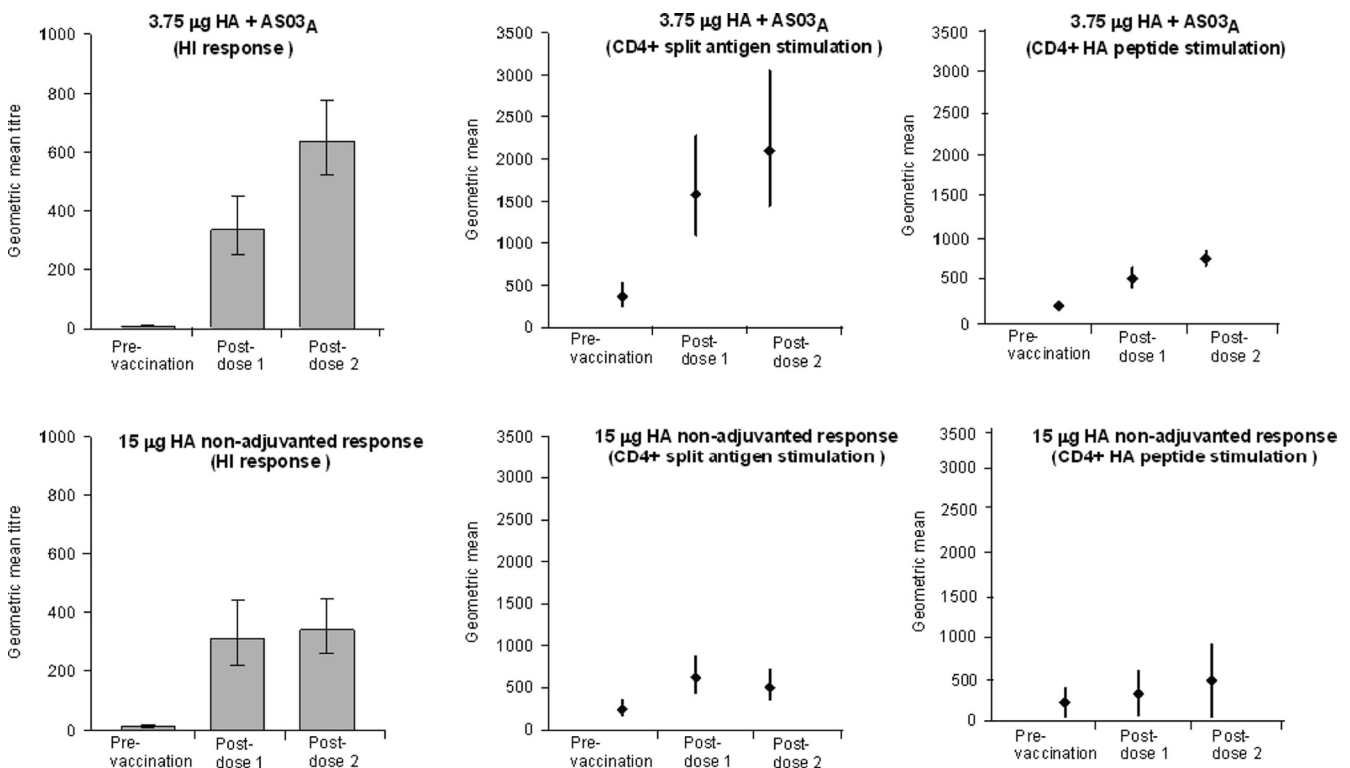 3.75 µg HA + AS03A
(HI response )
Geometric mean titre
1000
800
600
400
200
0
Pre-
vaccination
Post-
dose 1
Post-
dose 2
3.75 µg HA + AS03A
(CD4+ split antigen stimulation )
Geometric mean
3500
3000
2500
2000
1500
1000
500
0
Pre-
vaccination
Post-
dose 1
Post-
dose 2
3.75 µg HA + AS03A
(CD4+ HA peptide stimulation)
Geometric mean
3500
3000
2500
2000
1500
1000
500
0
Pre-
vaccination
Post-
dose 1
Post-
dose 2
15 µg HA non-adjuvanted response
(HI response )
Geometric mean titre
1000
800
600
400
200
0
Pre-
vaccination
Post-
dose 1
Post-
dose 2
15 µg HA non-adjuvanted response
(CD4+ split antigen stimulation )
Geometric mean
3500
3000
2500
2000
1500
1000
500
0
Pre-
vaccination
Post-
dose 1
Post-
dose 2
15 µg HA non-adjuvanted response
(CD4+ HA peptide stimulation )
Geometric mean
3500
3000
2500
2000
1500
1000
500
0
Pre-
vaccination
Post-
dose 1
Post-
dose 2